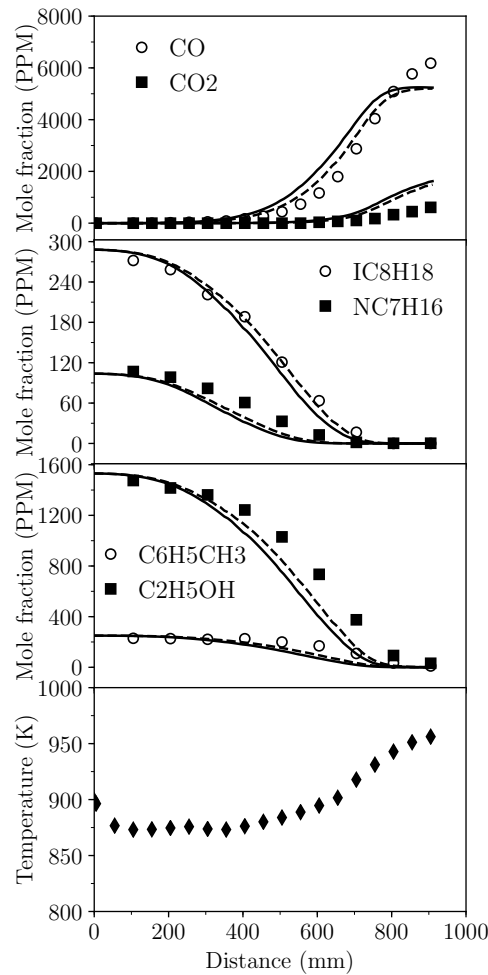 8000
6000
4000
2000
0
Mole fraction (PPM)
CO
CO2
300
240
180
120
60
0
Mole fraction (PPM)
IC8H18
NC7H16
1600
1200
800
400
0
Mole fraction (PPM)
C6H5CH3
C2H5OH
1000
950
900
850
800
Temperature (K)
0 200 400 600 800 1000
Distance (mm)